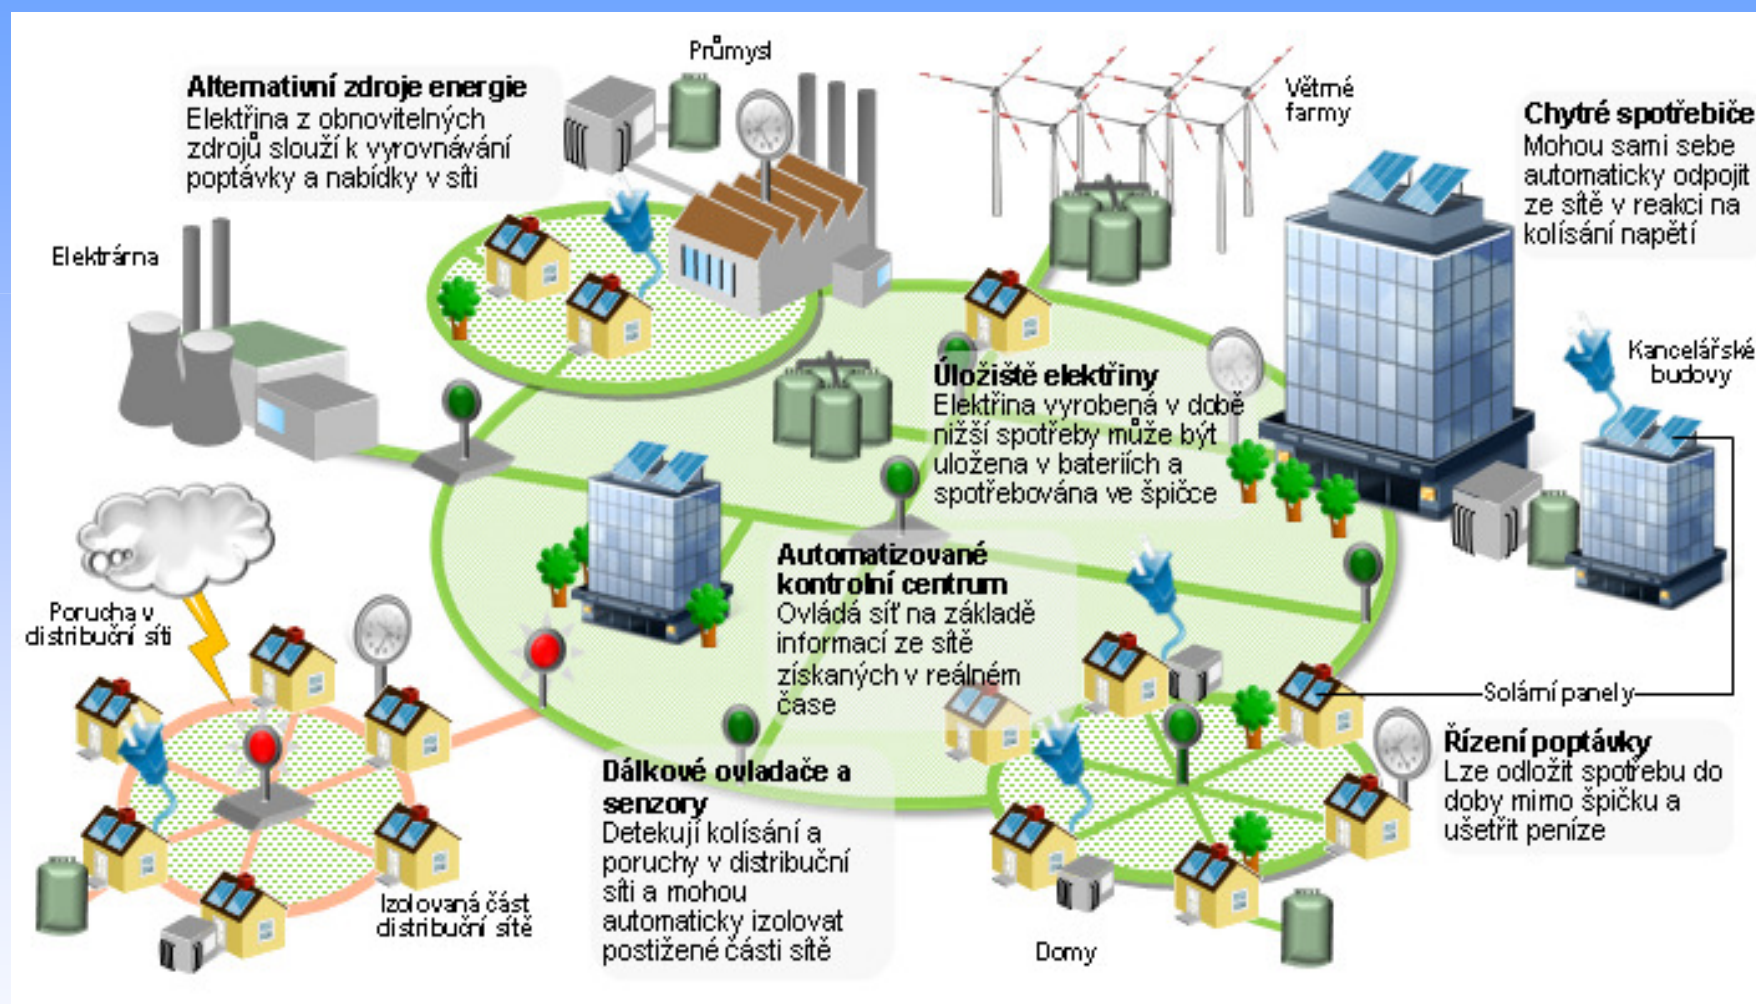 Průmysl
Alternativní zdroje energie
Elektřina z obnovitelných
zdrojů slouží k vyrovnávání
poptávky a nabídky v síti
Větrné
farmy
Chytré spotřebiče
Mohou sami sebe
automaticky odpojit
ze sítě v reakci na
kolísání napětí
Elektrárna
Kancelářské
budovy
Úložiště elektřiny
Elektřina vyrobená v době
nižší spotřeby může být
uložena v bateriích a
spotřebována ve špičce
Automatizované
kontrolní centrum
Ovládá síť na základě
informací ze sítě
získaných v reálném
čase
Porucha v
distribuční síti
Solární panely
Řízení poptávky
Lze odložit spotřebu do
doby mimo špičku a
ušetřit peníze
Dálkové ovladače a
senzory
Detekují kolísání a
poruchy v distribuční
síti a mohou
automaticky izolovat
postižené části sítě
Izolovaná část
distribuční sítě
Domy